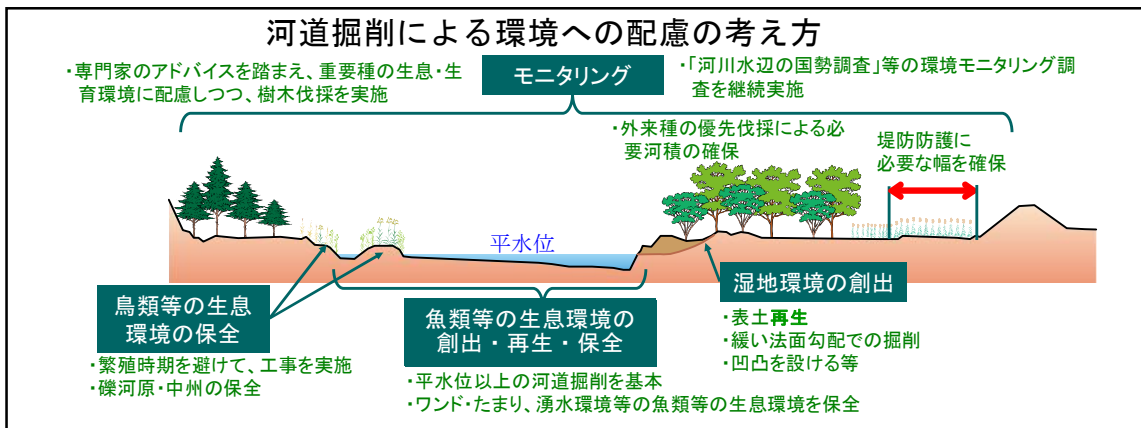 河道掘削による環境への配慮の考え方
・専門家のアドバイスを踏まえ、重要種の生息・生
育環境に配慮しつつ、樹木伐採を実施
モニタリング
・「河川水辺の国勢調査」等の環境モニタリング調
査を継続実施
・外来種の優先伐採による必
要河積の確保
堤防防護に
必要な幅を確保
平水位
鳥類等の生息
環境の保全
・繁殖時期を避けて、工事を実施
・礫河原・中州の保全
魚類等の生息環境の
創出・再生・保全
・平水位以上の河道掘削を基本
・ワンド・たまり、湧水環境等の魚類等の生息環境を保全
湿地環境の創出
・表土再生
・緩い法面勾配での掘削
・凹凸を設ける等